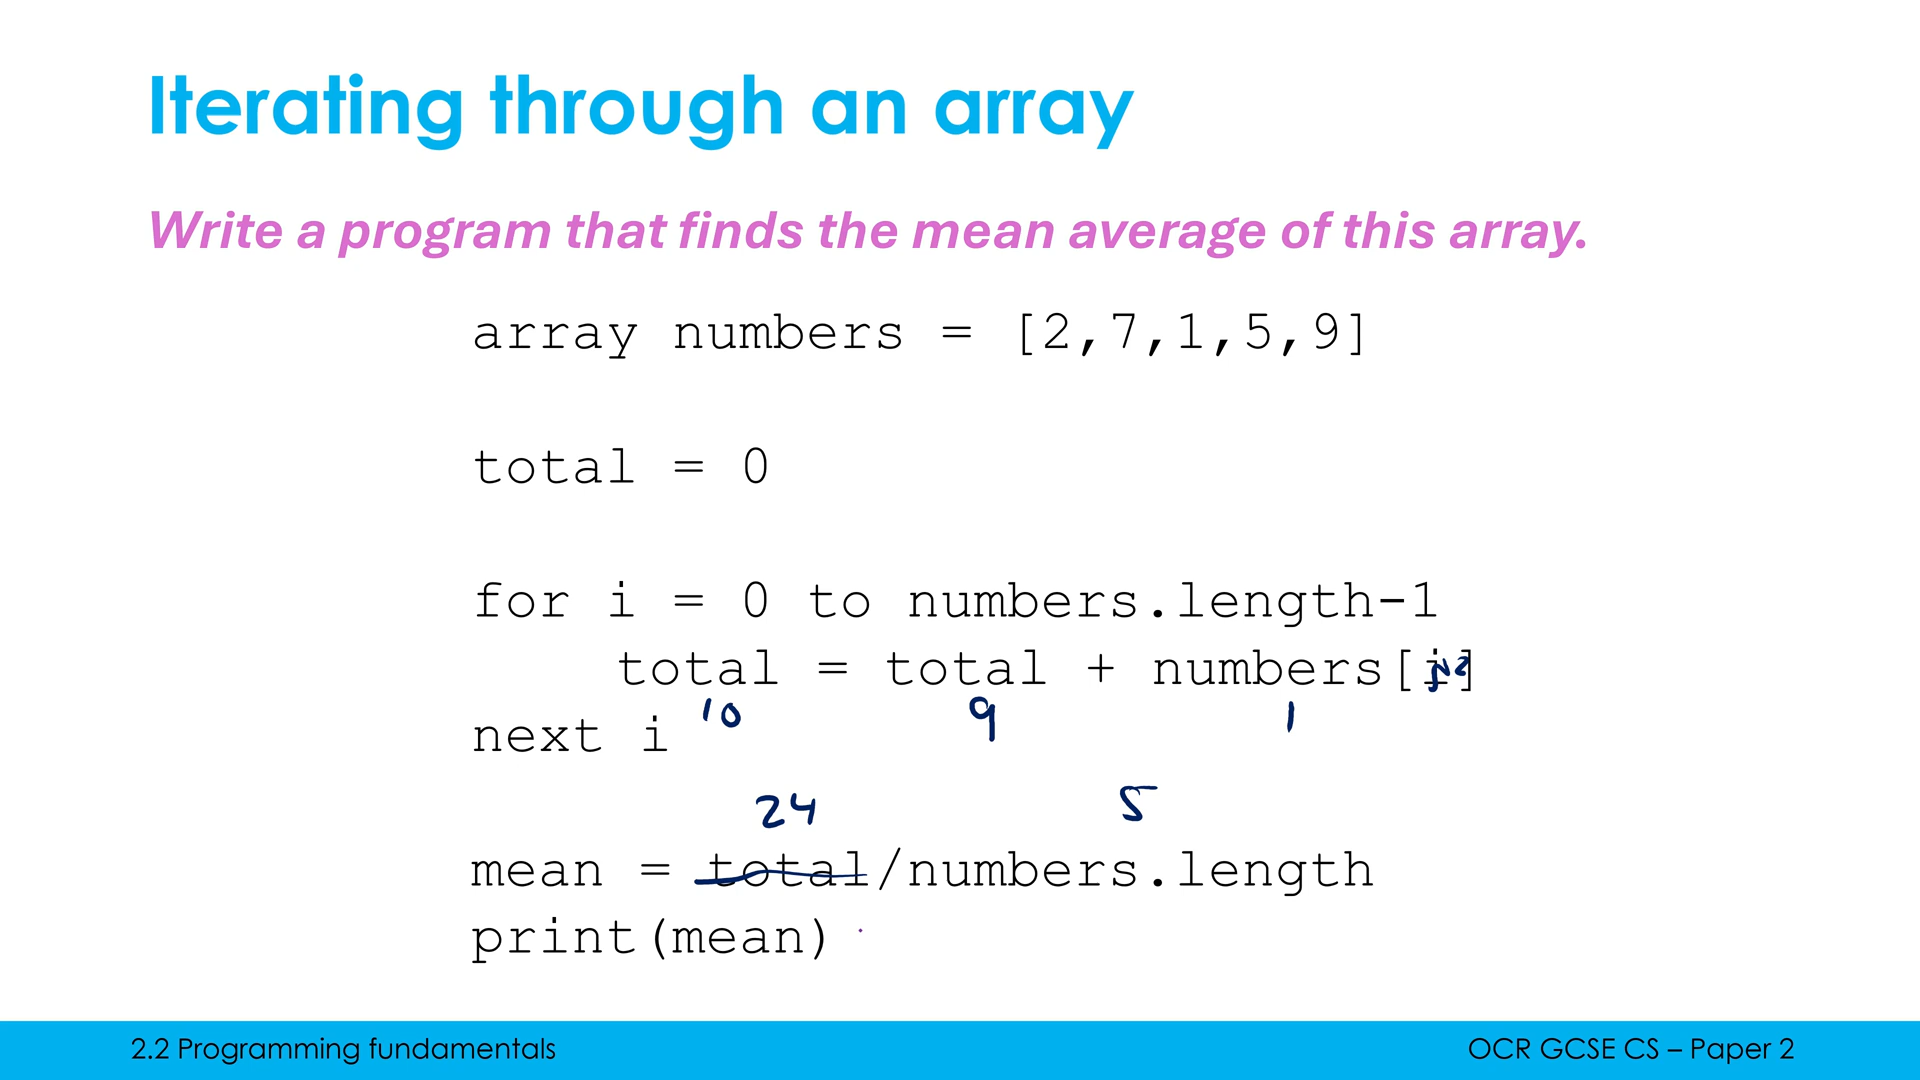 Iterating through an array
Write a program that finds the mean average of this array.
array numbers = [2,7,1,5,9]
total = 0
for i = 0 to numbers.length-1
total = total + numbers[i]
10 9 1
next i
24 5
mean = total/numbers.length
print(mean)
2.2 Programming fundamentals
OCR GCSE CS – Paper 2